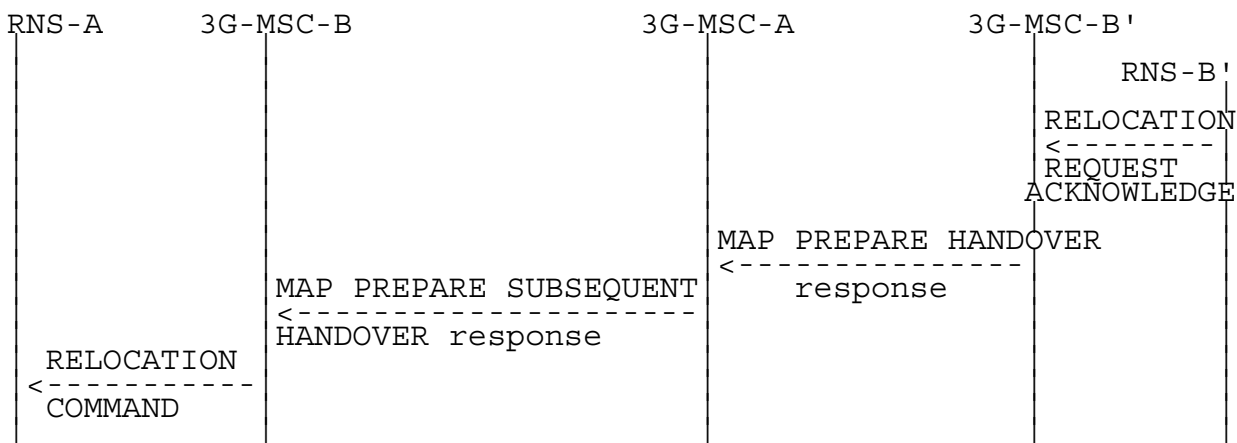 RNS-A 3G-MSC-B 3G-MSC-A 3G-MSC-B'
RNS-B'
RELOCATION
REQUEST
ACKNOWLEDGE
MAP PREPARE HANDOVER
response
MAP PREPARE SUBSEQUENT
HANDOVER response
RELOCATION
COMMAND